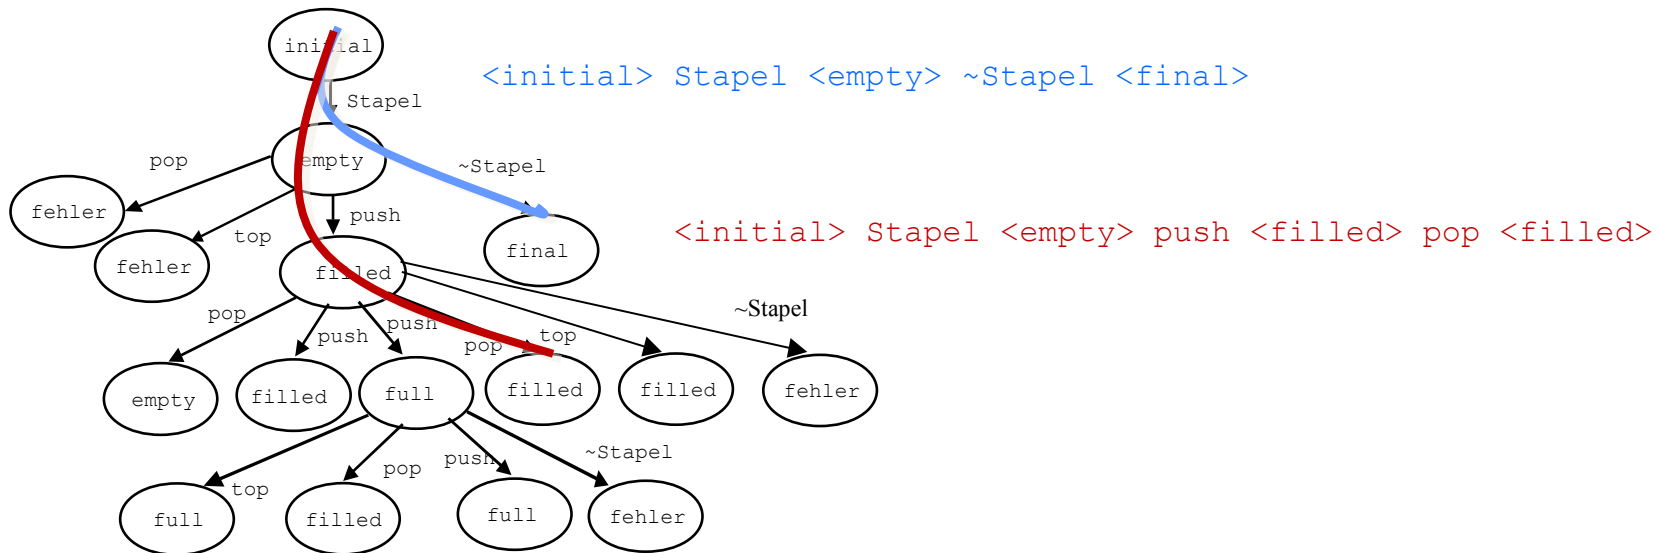 initial
<initial> Stapel <empty> ~Stapel <final>
Stapel
pop
empty
~Stapel
fehler
push
<initial> Stapel <empty> push <filled> pop <filled>
top
fehler
final
filled
pop
push
push
pop
top
~Stapel
empty
filled
full
filled
filled
fehler
top
pop
push
~Stapel
full
filled
full
fehler